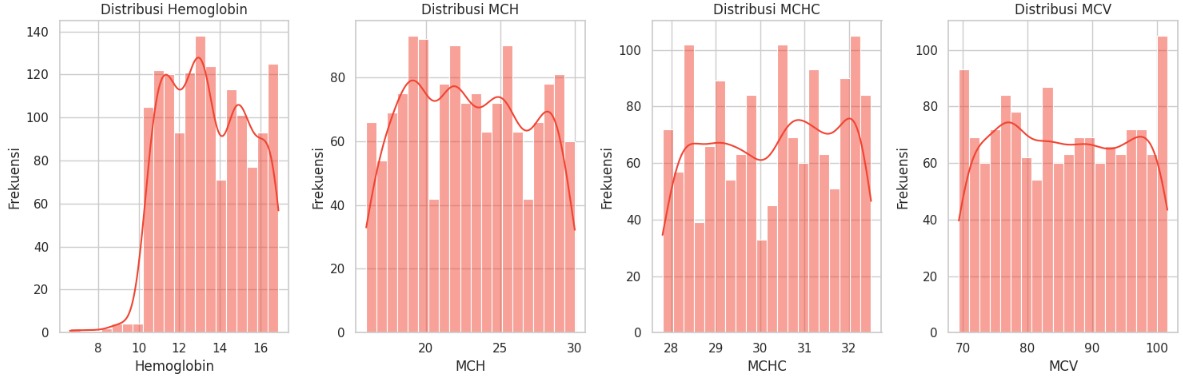 Distribusi Hemoglobin
140
120
100
80
60
40
20
0
Frekuensi
8 10 12 14 16
Hemoglobin
Distribusi MCH
80
60
40
20
0
Frekuensi
20 25 30
MCH
Distribusi MCHC
100
80
60
40
20
0
Frekuensi
28 29 30 31 32
MCHC
Distribusi MCV
100
80
60
40
20
0
Frekuensi
70 80 90 100
MCV